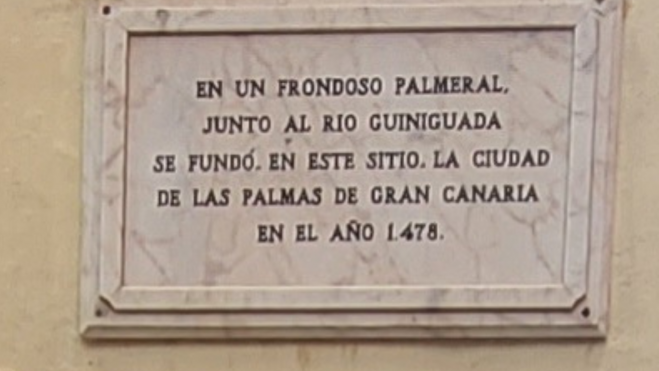 EN UN FRONDOSO PALMERAL,
JUNTO AL RIO GUINIGUADA
SE FUNDÓ, EN ESTE SITIO, LA CIUDAD
DE LAS PALMAS DE GRAN CANARIA
EN EL AÑO 1.478.